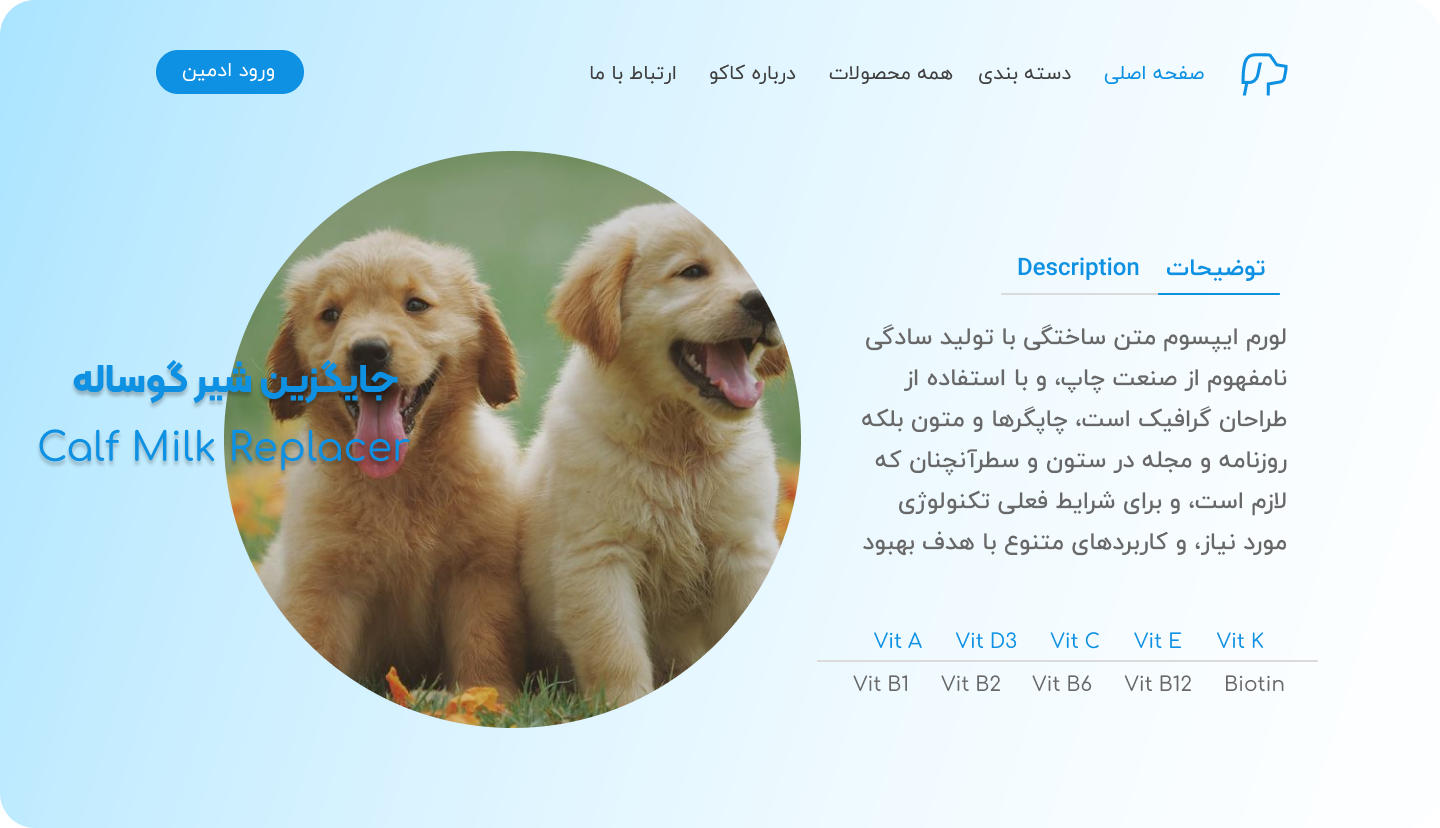 صفحه اصلی دسته بندی همه محصولات درباره کاکو ارتباط با ما ورود ادمین
توضیحات Description
لورم ایپسوم متن ساختگی با تولید سادگی
نامفهوم از صنعت چاپ، و با استفاده از
طراحان گرافیک است، چاپگرها و متون بلکه
روزنامه و مجله در ستون و سطرآنچنان که
لازم است، و برای شرایط فعلی تکنولوژی
مورد نیاز، و کاربردهای متنوع با هدف بهبود
جایگزین شیر گوساله
Calf Milk Replacer
Vit A Vit D3 Vit C Vit E Vit K
Vit B1 Vit B2 Vit B6 Vit B12 Biotin